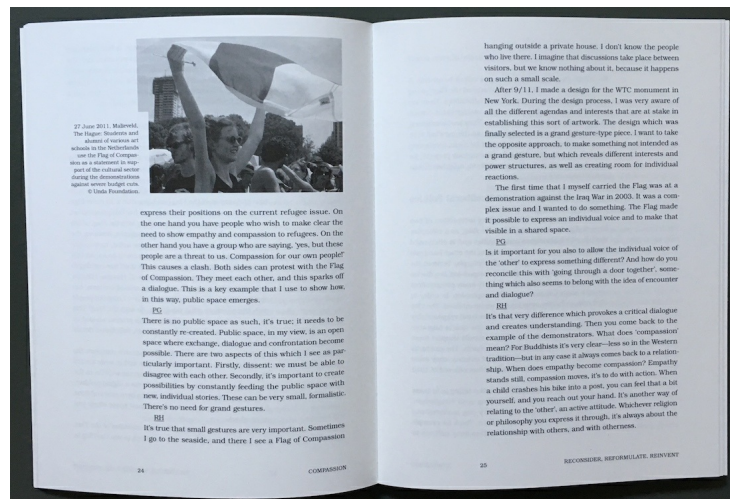 27 June 2011. Malieveld,
The Hague: Students and
alumni of various art
schools in the Netherlands
use the Flag of Compas-
sion as a statement in sup-
port of the cultural sector
during the demonstrations
against severe budget cuts.
© Unda Foundation.
express their positions on the current refugee issue. On
the one hand you have people who wish to make clear the
need to show empathy and compassion to refugees. On the
other hand you have a group who are saying, 'yes, but these
people are a threat to us. Compassion for our own people!'
This causes a clash. Both sides can protest with the Flag
of Compassion. They meet each other, and this sparks off
a dialogue. This is a key example that I use to show how,
in this way, public space emerges.
PG
There is no public space as such, it's true; it needs to be
constantly re-created. Public space, in my view, is an open
space where exchange, dialogue and confrontation become
possible. There are two aspects of this which I see as par-
ticularly important. Firstly, dissent: we must be able to
disagree with each other. Secondly, it's important to create
possibilities by constantly feeding the public space with
new, individual stories. These can be very small, formalistic.
There's no need for grand gestures.
RH
It's true that small gestures are very important. Sometimes
I go to the seaside, and there I see a Flag of Compassion
24
COMPASSION
hanging outside a private house. I don't know the people
who live there. I imagine that discussions take place between
visitors, but we know nothing about it, because it happens
on such a small scale.
After 9/11, I made a design for the WTC monument in
New York. During the design process, I was very aware of
all the different agendas and interests that are at stake in
establishing this sort of artwork. The design which was
finally selected is a grand gesture-type piece. I want to take
the opposite approach, to make something not intended as
a grand gesture, but which reveals different interests and
power structures, as well as creating room for individual
reactions.
The first time that I myself carried the Flag was at a
demonstration against the Iraq War in 2003. It was a com-
plex issue and I wanted to do something. The Flag made
it possible to express an individual voice and to make that
visible in a shared space.
PG
Is it important for you also to allow the individual voice of
the 'other' to express something different? And how do you
reconcile this with 'going through a door together', some-
thing which also seems to belong with the idea of encounter
and dialogue?
RH
It's that very difference which provokes a critical dialogue
and creates understanding. Then you come back to the
example of the demonstrators. What does 'compassion'
mean? For Buddhists it's very clear—less so in the Western
tradition—but in any case it always comes back to a relation-
ship. When does empathy become compassion? Empathy
stands still, compassion moves, it's to do with action. When
a child crashes his bike into a post, you can feel that a bit
yourself, and you reach out your hand. It's another way of
relating to the 'other', an active attitude. Whichever religion
or philosophy you express it through, it's always about the
relationship with others, and with otherness.
25
RECONSIDER, REFORMULATE, REINVENT